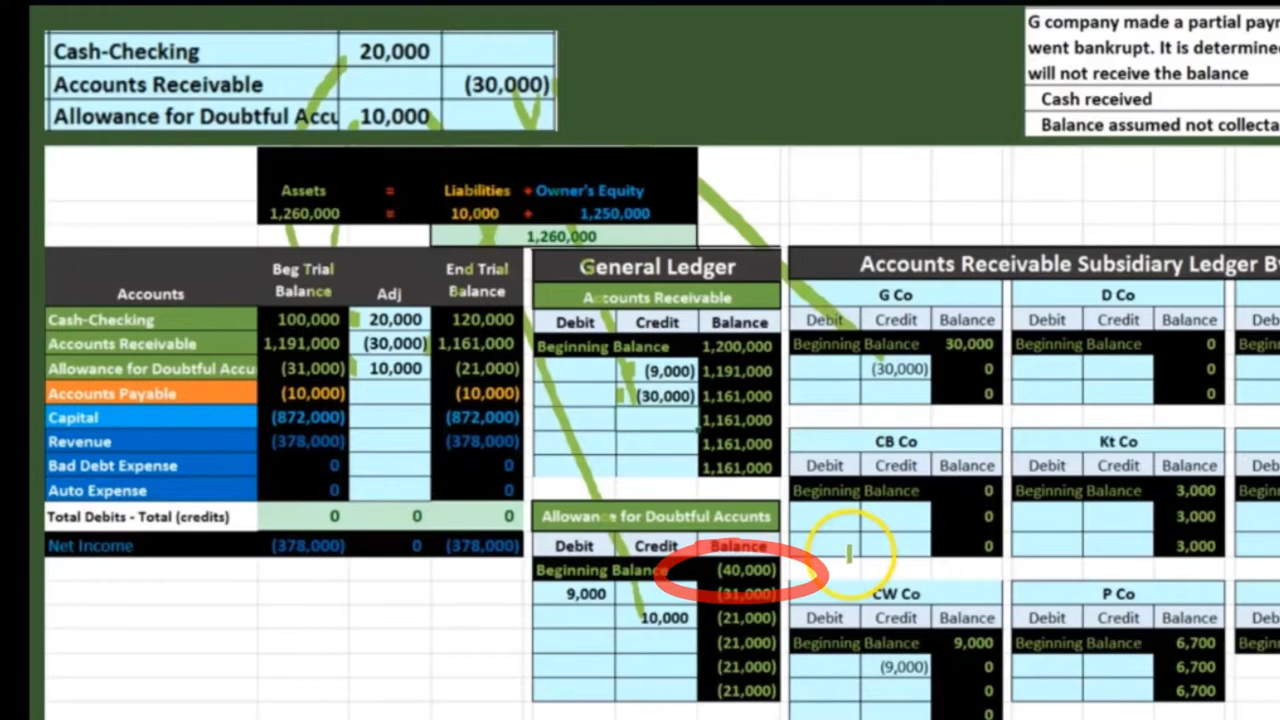 G company made a partial paym
went bankrupt. It is determine
will not receive the balance
Cash received
Balance assumed not collecta
Cash-Checking 20,000
Accounts Receivable (30,000)
Allowance for Doubtful Accu 10,000
Assets = Liabilities + Owner's Equity
1,260,000 = 10,000 + 1,250,000
1,260,000
Accounts Beg Trial Balance Adj End Trial Balance
Cash-Checking 100,000 20,000 120,000
Accounts Receivable 1,191,000 (30,000) 1,161,000
Allowance for Doubtful Accu (31,000) 10,000 (21,000)
Accounts Payable (10,000) (10,000)
Capital (872,000) (872,000)
Revenue (378,000) (378,000)
Bad Debt Expense 0 0
Auto Expense 0 0
Total Debits - Total (credits) 0 0 0
Net Income (378,000) 0 (378,000)
General Ledger
Accounts Receivable
Debit Credit Balance
Beginning Balance 1,200,000
(9,000) 1,191,000
(30,000) 1,161,000
1,161,000
1,161,000
1,161,000
Allowance for Doubtful Accunts
Debit Credit Balance
Beginning Balance (40,000)
9,000 (31,000)
10,000 (21,000)
(21,000)
(21,000)
(21,000)
Accounts Receivable Subsidiary Ledger By
G Co
Debit Credit Balance
Beginning Balance 30,000
(30,000) 0
0
D Co
Debit Credit Balance
Beginning Balance 0
0
0
Deb
Beginning
CB Co
Debit Credit Balance
Beginning Balance 0
0
0
Kt Co
Debit Credit Balance
Beginning Balance 3,000
3,000
3,000
Deb
Beginning
CW Co
Debit Credit Balance
Beginning Balance 9,000
(9,000) 0
0
0
P Co
Debit Credit Balance
Beginning Balance 6,700
6,700
6,700
Deb
Beginning